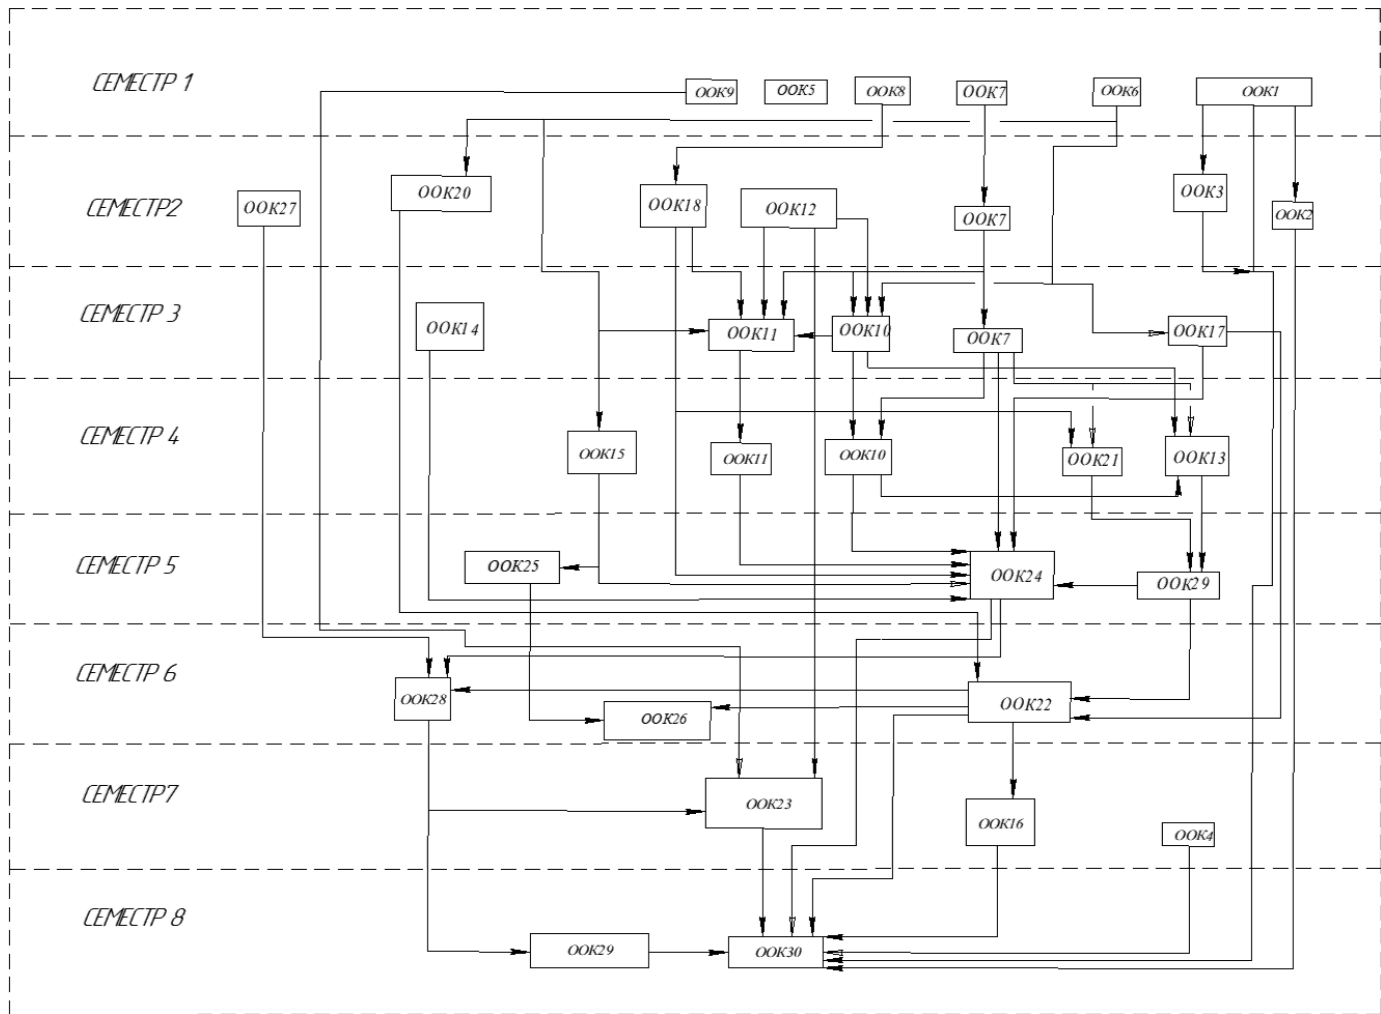 СЕМЕСТР 1
ООК9
ООК5
ООК8
ООК7
ООК6
ООК1
СЕМЕСТР2
ООК27
ООК20
ООК18
ООК12
ООК7
ООК3
ООК2
СЕМЕСТР 3
ООК14
ООК11
ООК10
ООК7
ООК17
СЕМЕСТР 4
ООК15
ООК11
ООК10
ООК21
ООК13
СЕМЕСТР 5
ООК25
ООК24
ООК29
СЕМЕСТР 6
ООК28
ООК26
ООК22
СЕМЕСТР7
ООК23
ООК16
ООК4
СЕМЕСТР 8
ООК29
ООК30